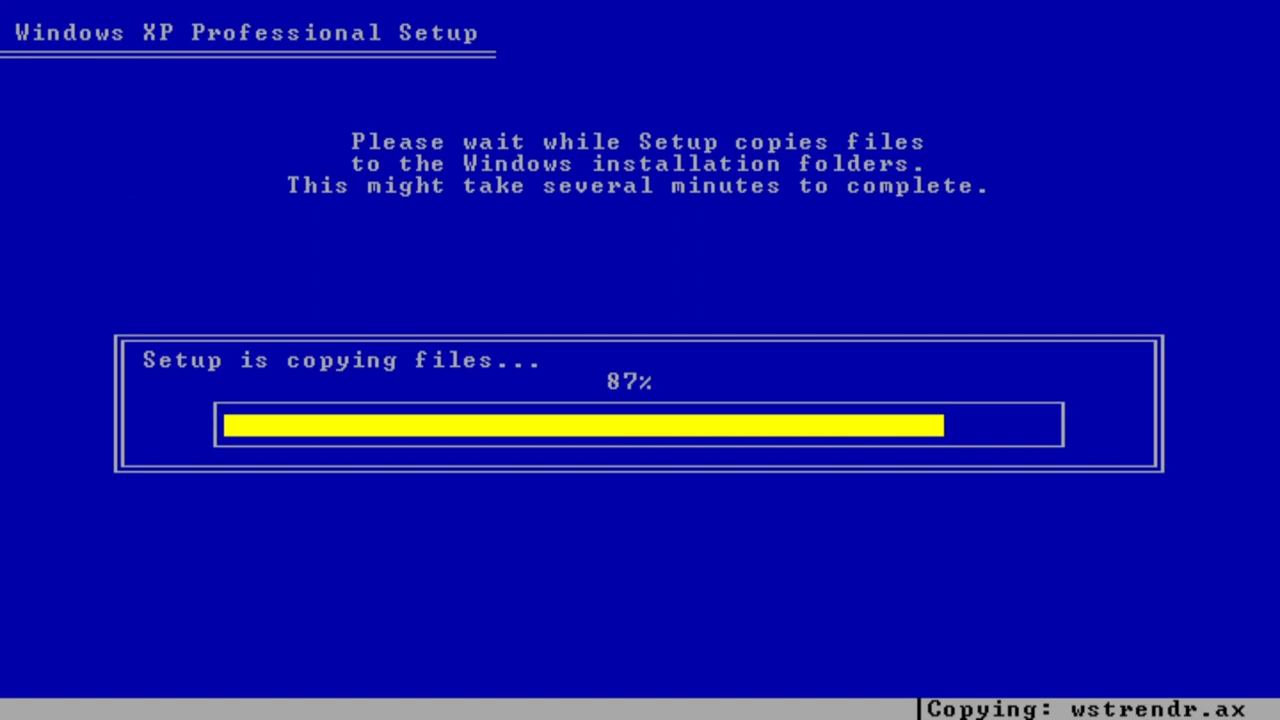 Windows XP Professional Setup
Please wait while Setup copies files
to the Windows installation folders.
This might take several minutes to complete.
Setup is copying files...
87%
Copying: wstrendr.ax